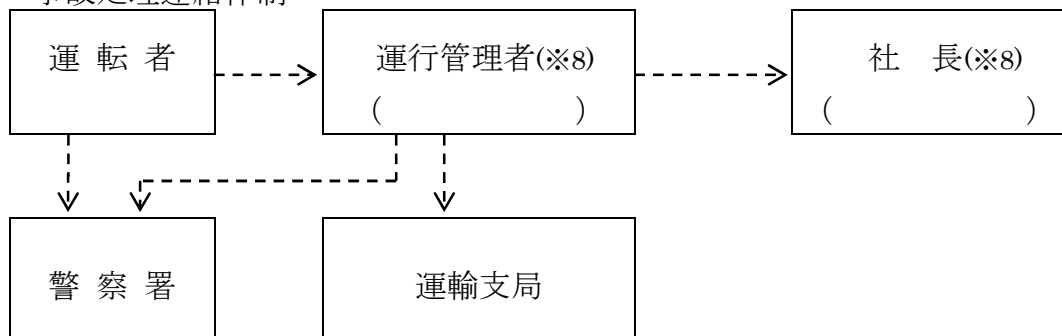 事故処理連絡体制
運 転 者
運行管理者(※8)
(　　　　　)
社　長(※8)
(　　　　　)
警 察 署
運輸支局